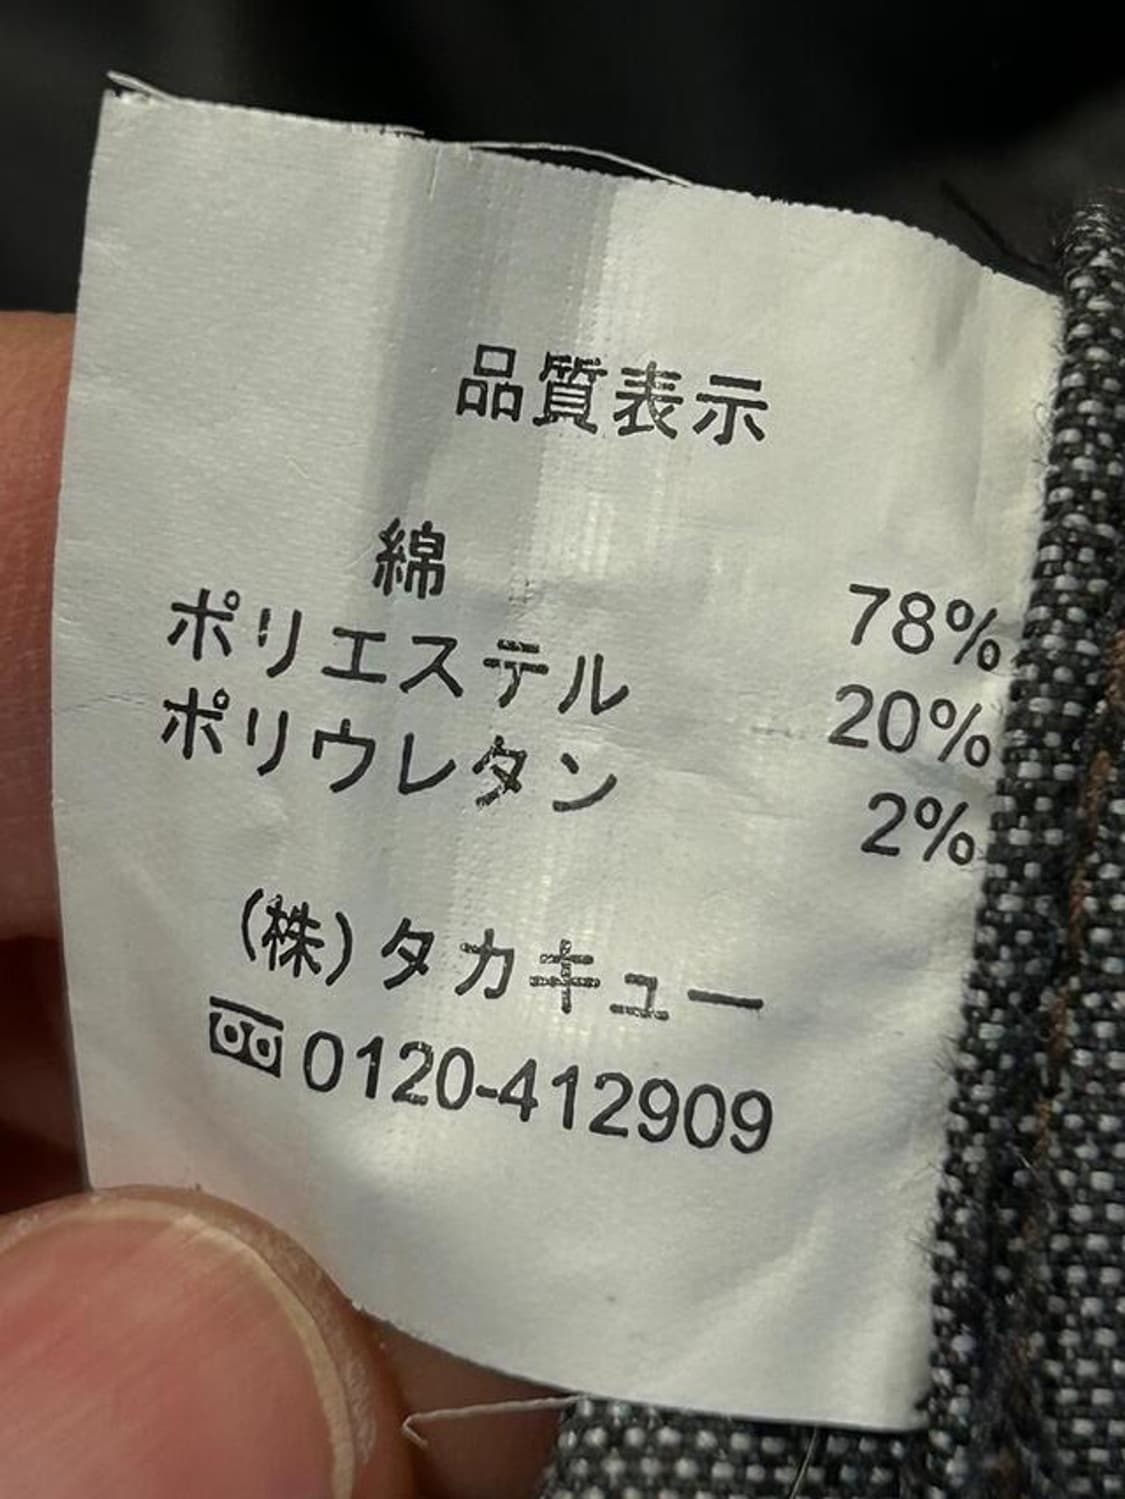 品質表示
綿 78%
ポリエステル 20%
ポリウレタン 2%
(株)タカキュー
0120-412909